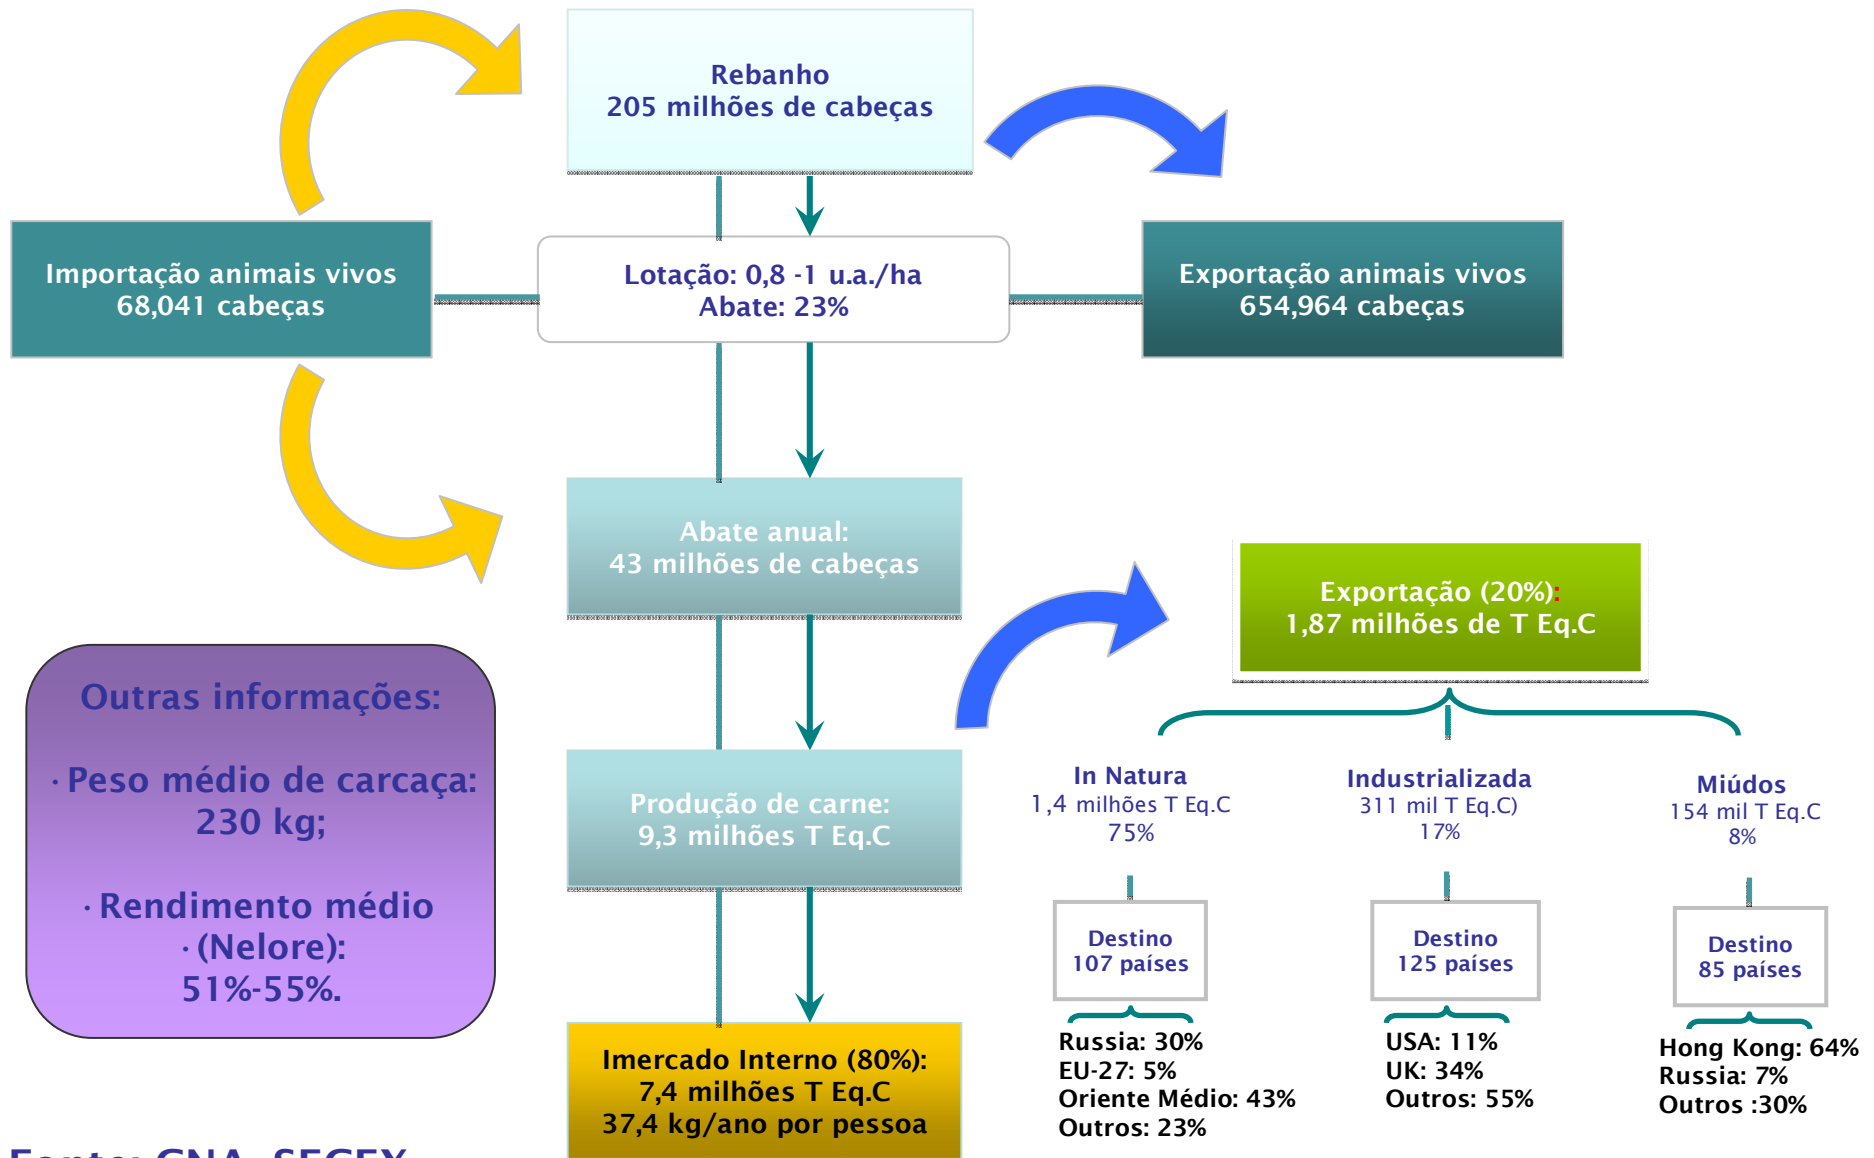 Rebanho
205 milhões de cabeças
Importação animais vivos
68,041 cabeças
Lotação: 0,8 -1 u.a./ha
Abate: 23%
Exportação animais vivos
654,964 cabeças
Abate anual:
43 milhões de cabeças
Exportação (20%):
1,87 milhões de T Eq.C
Outras informações:
· Peso médio de carcaça:
230 kg;
· Rendimento médio
· (Nelore):
51%-55%.
Produção de carne:
9,3 milhões T Eq.C
In Natura
1,4 milhões T Eq.C
75%
Industrializada
311 mil T Eq.C)
17%
Miúdos
154 mil T Eq.C
8%
Destino
107 países
Destino
125 países
Destino
85 países
Russia: 30%
EU-27: 5%
Oriente Médio: 43%
Outros: 23%
USA: 11%
UK: 34%
Outros: 55%
Hong Kong: 64%
Russia: 7%
Outros :30%
Imercado Interno (80%):
7,4 milhões T Eq.C
37,4 kg/ano por pessoa